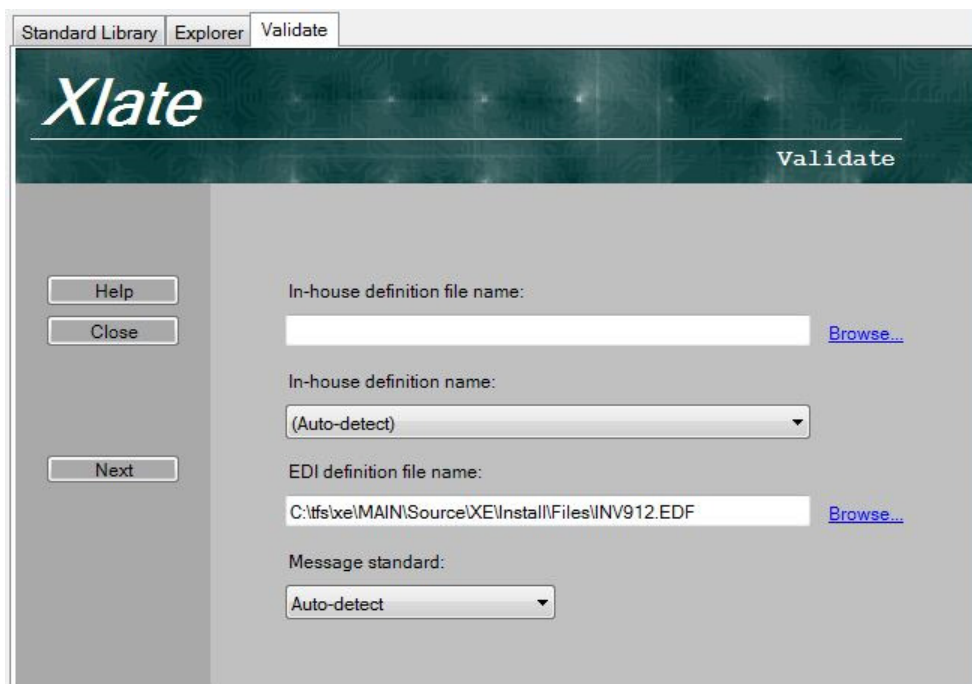 Standard Library Explorer Validate
Xlate
Validate
Help
Close
Next
In-house definition file name:
Browse...
In-house definition name:
(Auto-detect)
EDI definition file name:
C:\tfs\xe\MAIN\Source\XE\Install\Files\INV912.EDF
Browse...
Message standard:
Auto-detect